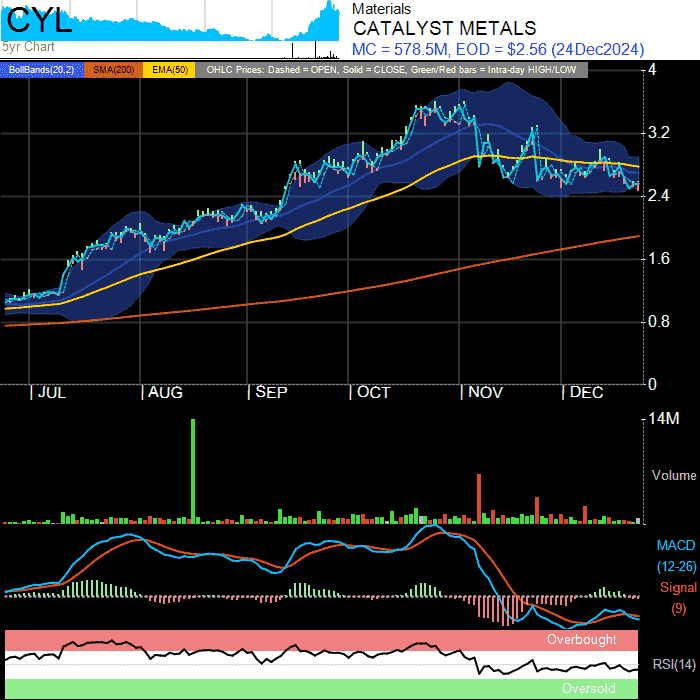 CYL
5yr Chart
Materials
CATALYST METALS
MC = 578.5M, EOD = $2.56 (24Dec2024)
BollBands(20,2) SMA(200) EMA(50) OHLC Prices: Dashed = OPEN, Solid = CLOSE, Green/Red bars = Intra-day HIGH/LOW
4
3.2
2.4
1.6
0.8
0
JUL AUG SEP OCT NOV DEC
14M
Volume
MACD
(12-26)
Signal
(9)
Overbought
RSI(14)
Oversold